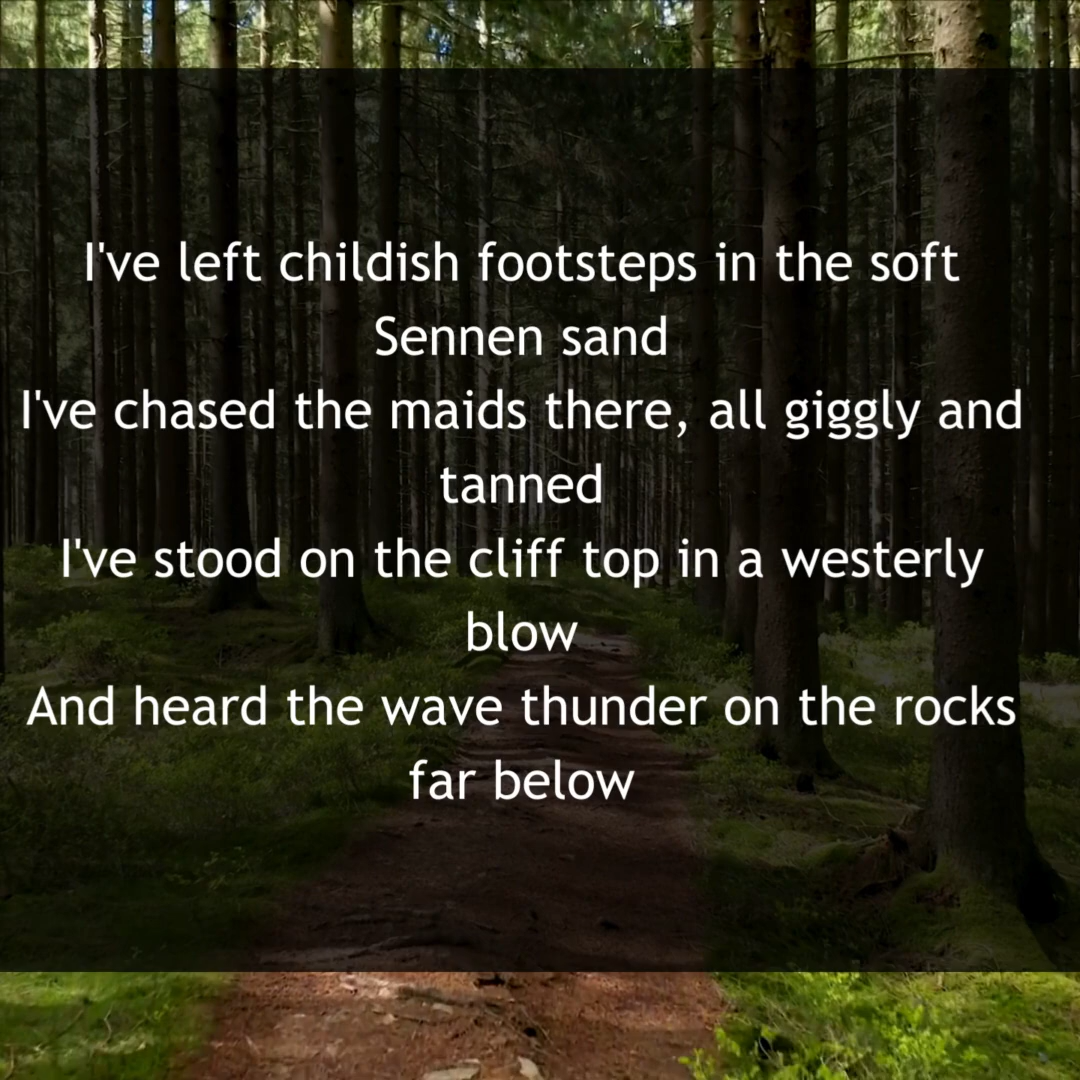 I've left childish footsteps in the soft
Sennen sand
I've chased the maids there, all giggly and
tanned
I've stood on the cliff top in a westerly
blow
And heard the wave thunder on the rocks
far below